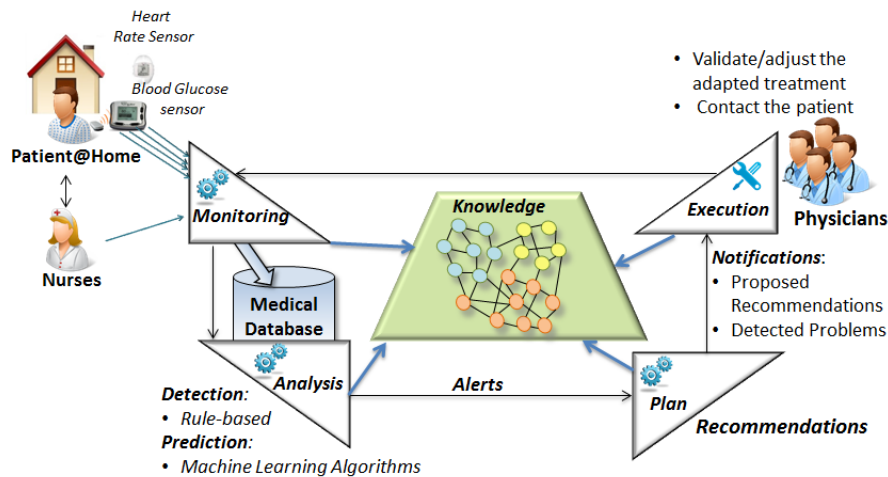 Heart
Rate Sensor
Blood Glucose
sensor
Patient@Home
Nurses
Monitoring
Medical
Database
Analysis
Detection:
• Rule-based
Prediction:
• Machine Learning Algorithms
Knowledge
Alerts
• Validate/adjust the
adapted treatment
• Contact the patient
Execution
Physicians
Notifications:
• Proposed
Recommendations
• Detected Problems
Plan
Recommendations